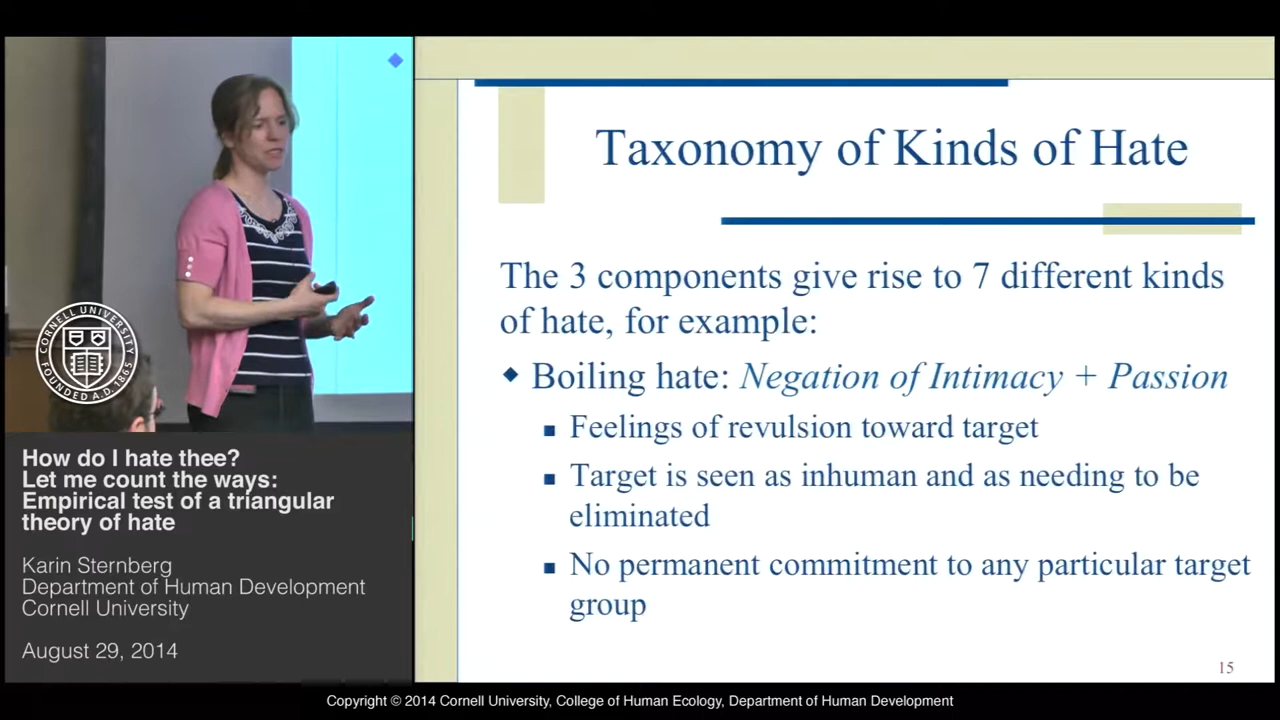 Taxonomy of Kinds of Hate
The 3 components give rise to 7 different kinds
of hate, for example:
Boiling hate: Negation of Intimacy + Passion
Feelings of revulsion toward target
Target is seen as inhuman and as needing to be
eliminated
No permanent commitment to any particular target
group
15
CORNELL UNIVERSITY
FOUNDED A.D. 1865
How do I hate thee?
Let me count the ways:
Empirical test of a triangular
theory of hate
Karin Sternberg
Department of Human Development
Cornell University
August 29, 2014
Copyright © 2014 Cornell University, College of Human Ecology, Department of Human Development